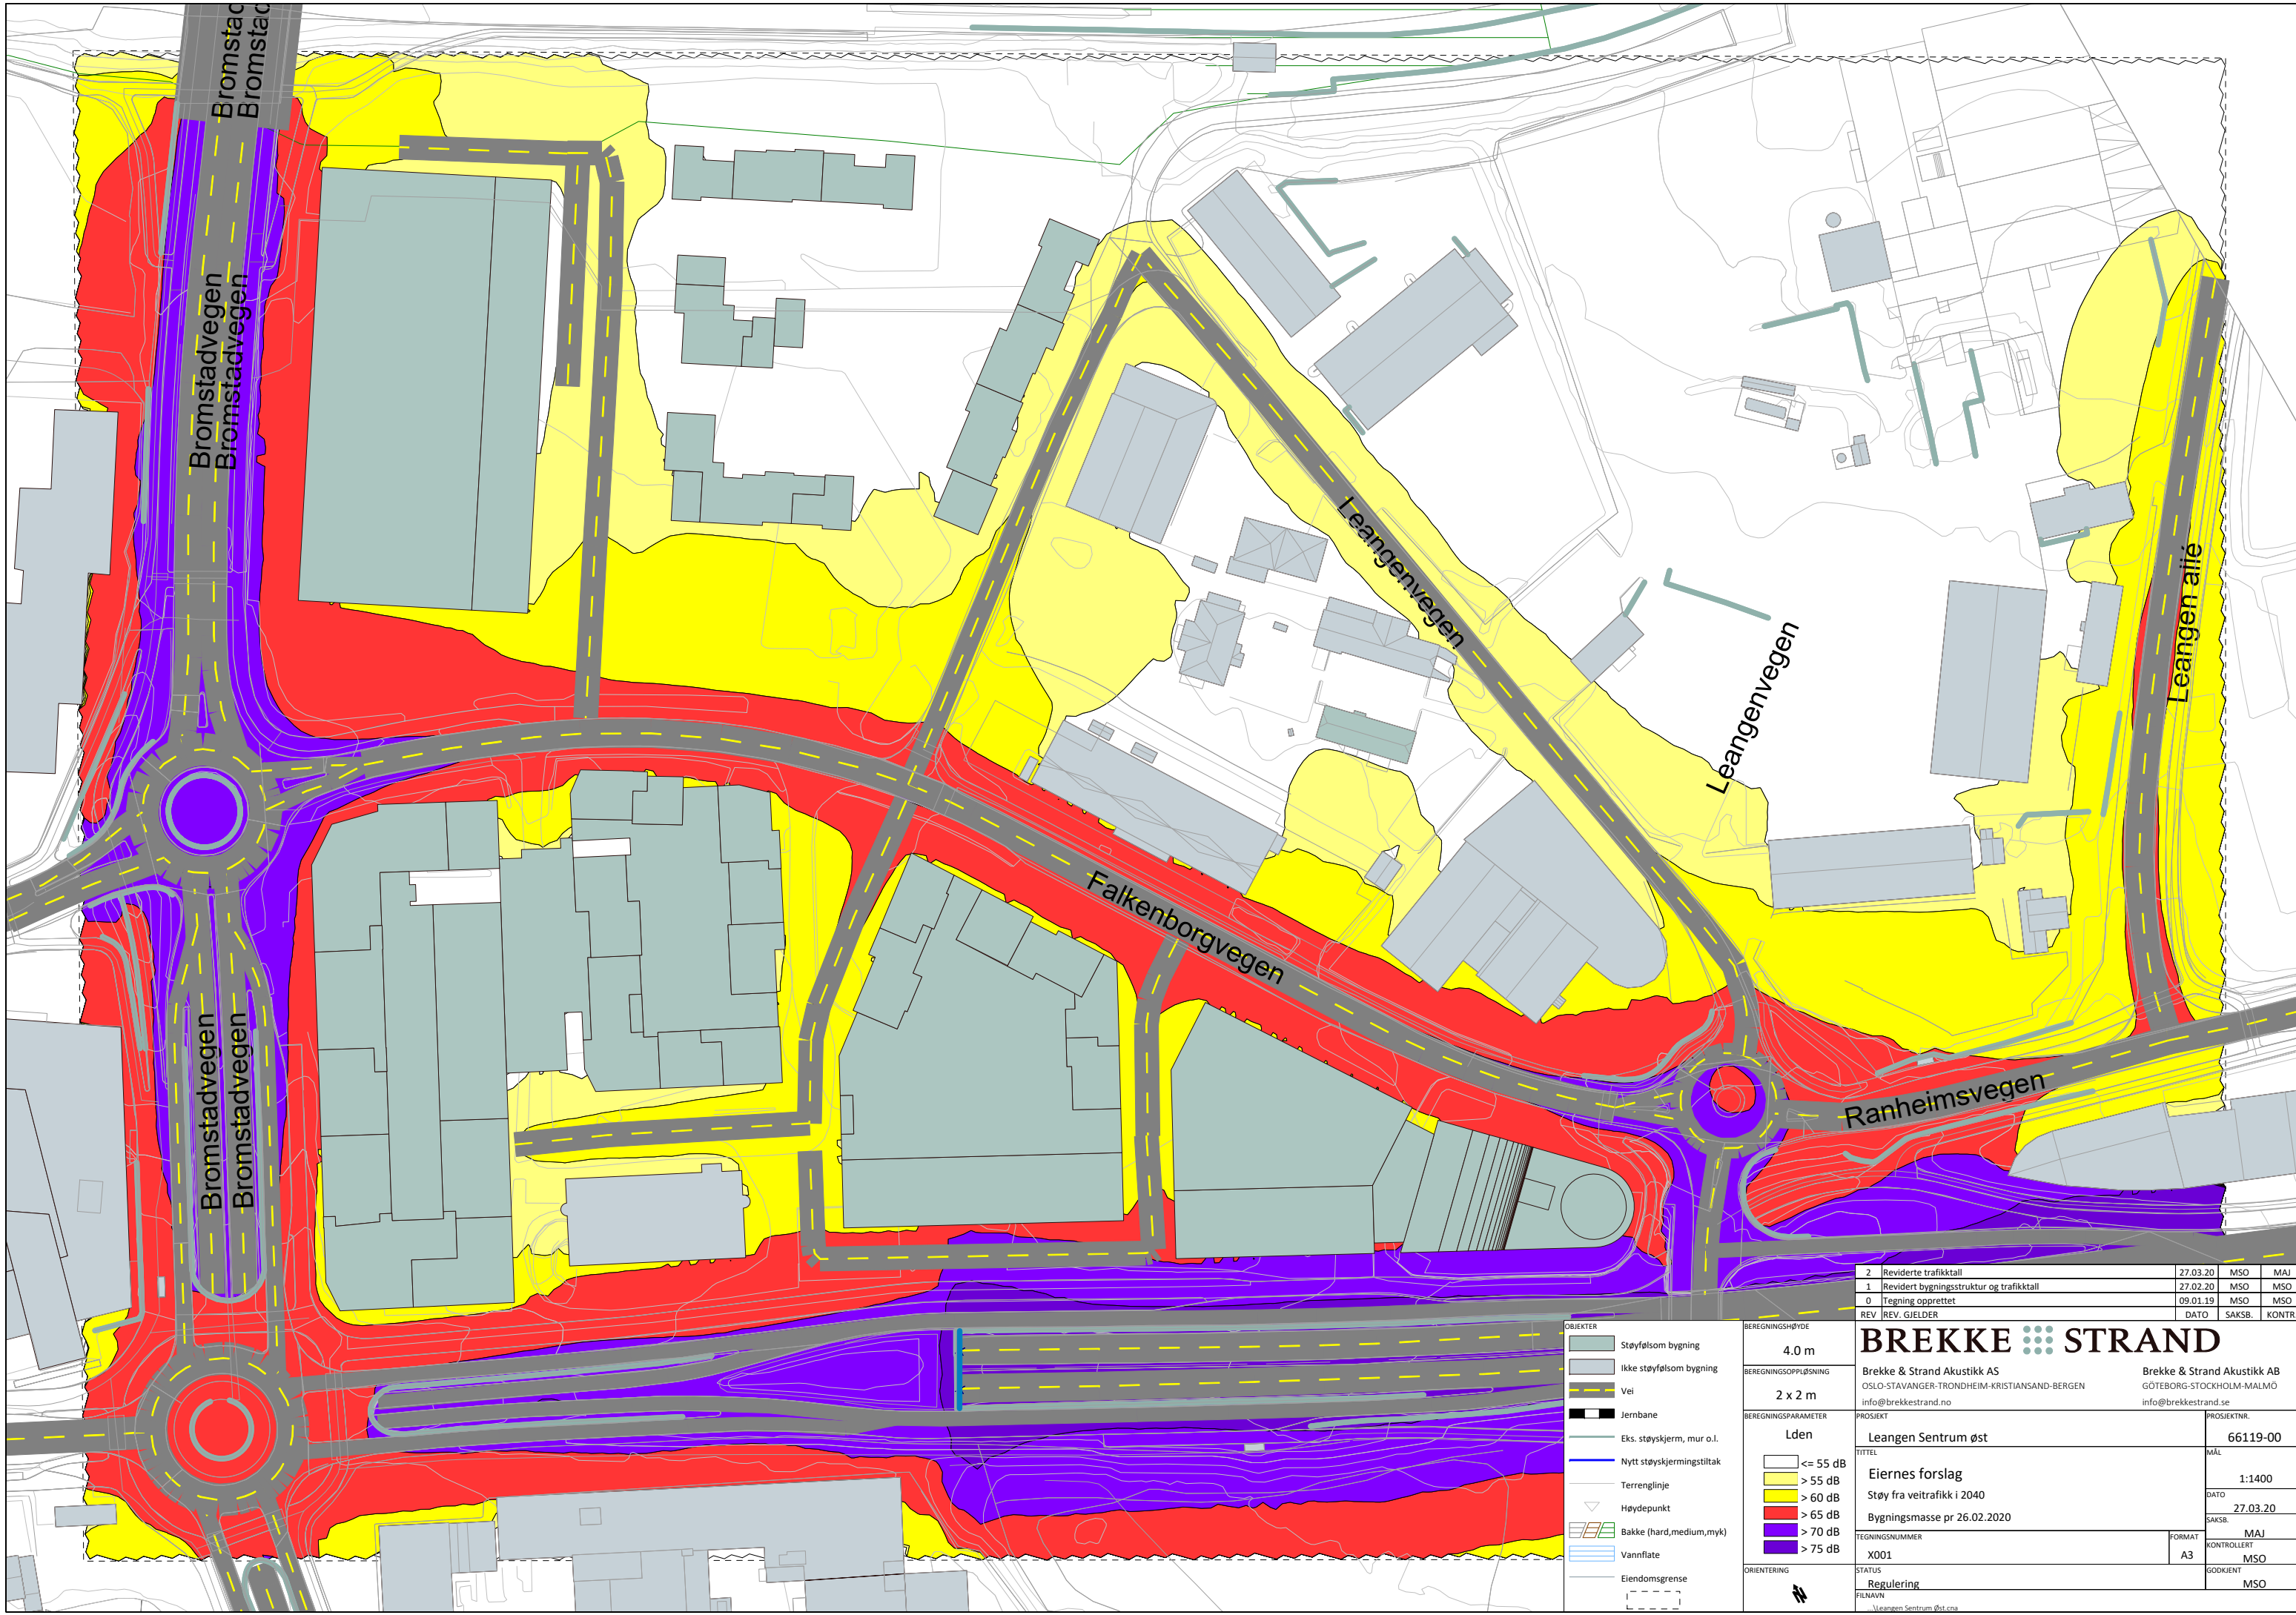 Bromstad
Bromstad
Bromstadvegen
Bromstadvegen
Leangenvegen
Leangen allé
Leangenvegen
Falkenborgvegen
Bromstadvegen
Bromstadvegen
Ranheimsvegen
2 Reviderte trafikktall 27.03.20 MSO MAJ
1 Revidert bygningsstruktur og trafikktall 27.02.20 MSO MSO
0 Tegning opprettet 09.01.19 MSO MSO
REV REV. GJELDER DATO SAKSB. KONTR.
OBJEKTER
Støyfølsom bygning
Ikke støyfølsom bygning
Vei
Jernbane
Eks. støyskjerm, mur o.l.
Nytt støyskjermingstiltak
Terrenglinje
Høydepunkt
Bakke (hard,medium,myk)
Vannflate
Eiendomsgrense
BEREGNINGSHØYDE
4.0 m
BEREGNINGSOPPLØSNING
2 x 2 m
BEREGNINGSPARAMETER
Lden
<= 55 dB
> 55 dB
> 60 dB
> 65 dB
> 70 dB
> 75 dB
ORIENTERING
N
BREKKE STRAND
Brekke & Strand Akustikk AS Brekke & Strand Akustikk AB
OSLO-STAVANGER-TRONDHEIM-KRISTIANSAND-BERGEN GÖTEBORG-STOCKHOLM-MALMÖ
info@brekkestrand.no info@brekkestrand.se
PROSJEKT PROSJEKTNR.
Leangen Sentrum øst 66119-00
TITTEL MÅL
Eiernes forslag 1:1400
Støy fra veitrafikk i 2040 DATO
27.03.20
Bygningsmasse pr 26.02.2020 SAKSB.
MAJ
TEGNINGSNUMMER FORMAT KONTROLLERT
X001 A3 MSO
STATUS GODKJENT
Regulering MSO
FILNAVN
...\Leangen Sentrum Øst.cna